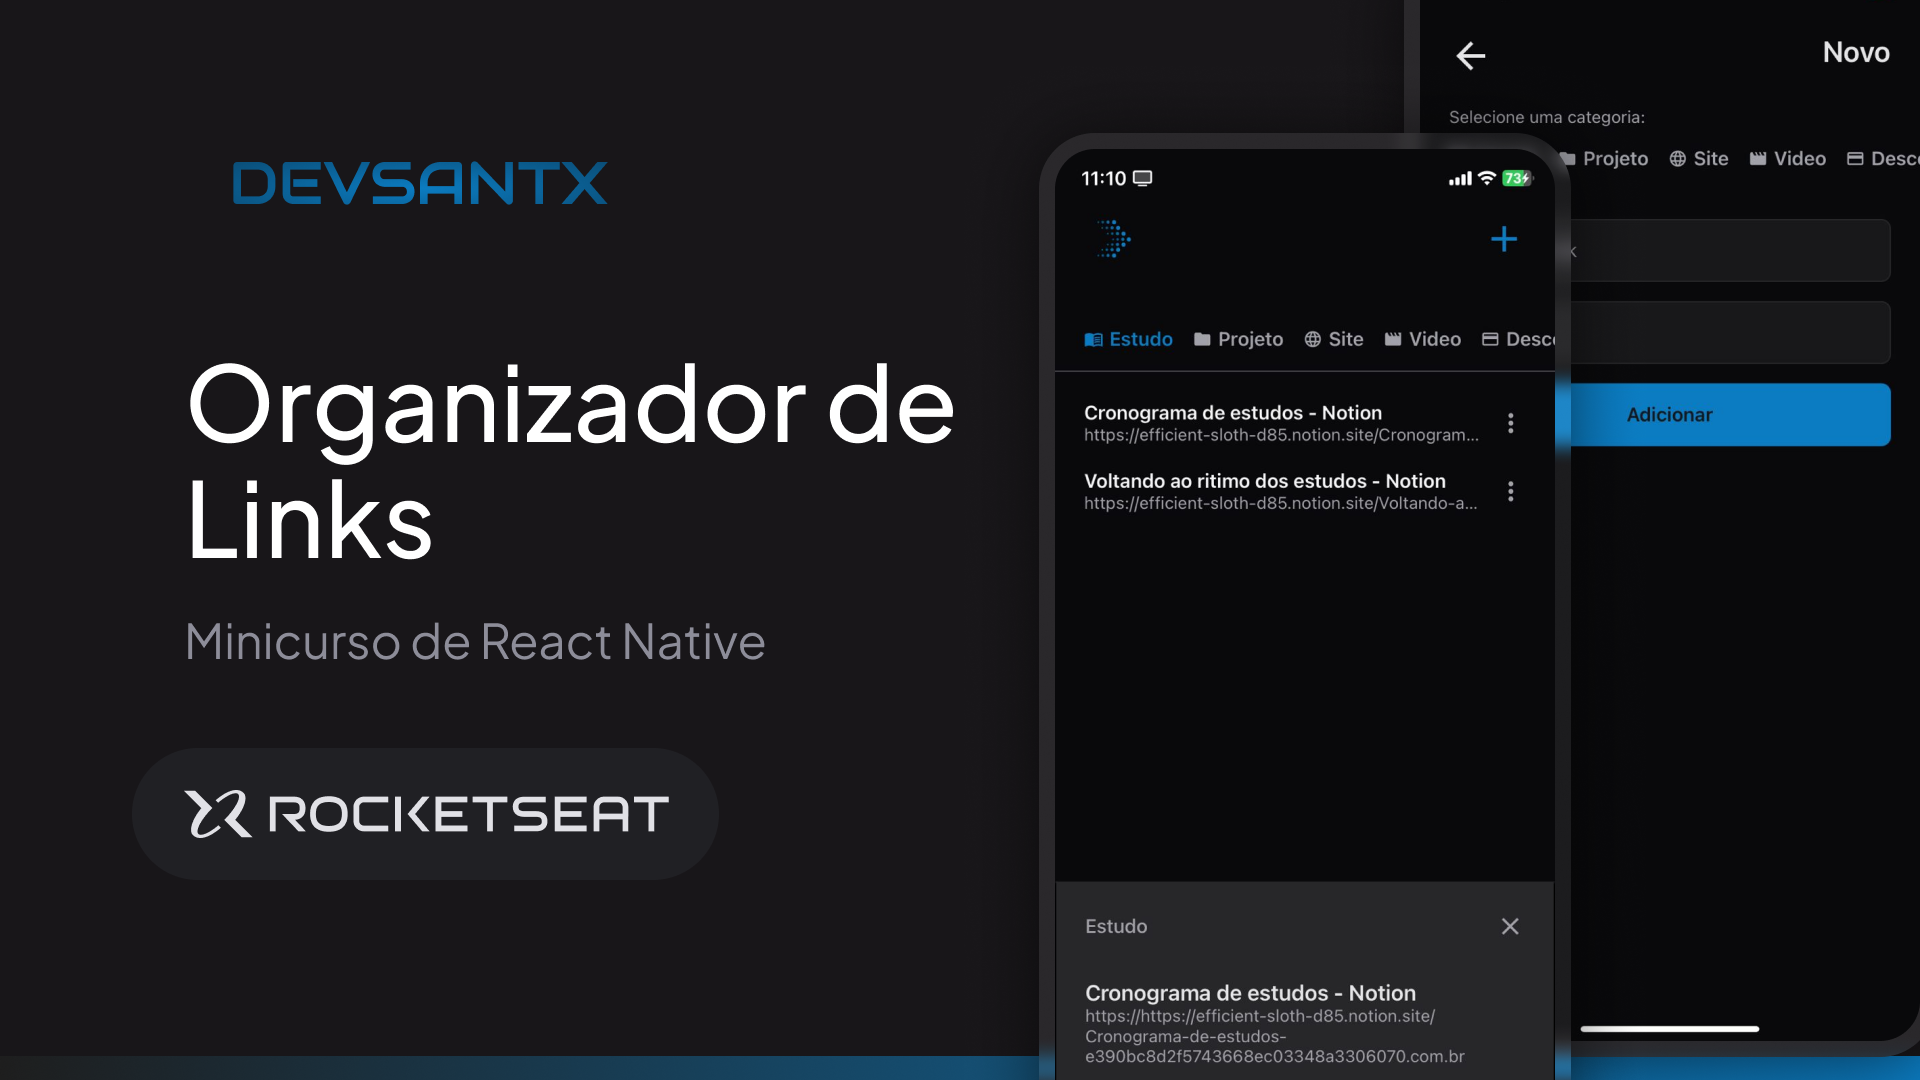 DEVSANTX
Organizador de
Links
Minicurso de React Native
ROCKETSEAT
11:10
73
Estudo
Projeto
Site
Video
Desc
Cronograma de estudos - Notion
https://efficient-sloth-d85.notion.site/Cronogram...
Voltando ao ritimo dos estudos - Notion
https://efficient-sloth-d85.notion.site/Voltando-a...
Estudo
Cronograma de estudos - Notion
https://https://efficient-sloth-d85.notion.site/
Cronograma-de-estudos-
e390bc8d2f5743668ec03348a3306070.com.br
Novo
Selecione uma categoria:
Projeto
Site
Video
Desc
k
Adicionar